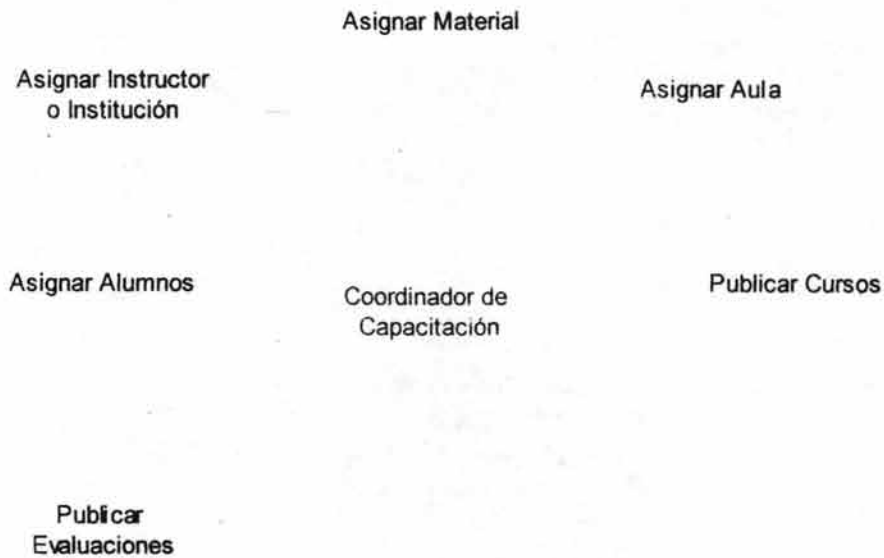 Asignar Material
Asignar Instructor
o Institución
Asignar Aula
Asignar Alumnos
Coordinador de
Capacitación
Publicar Cursos
Publicar
Evaluaciones